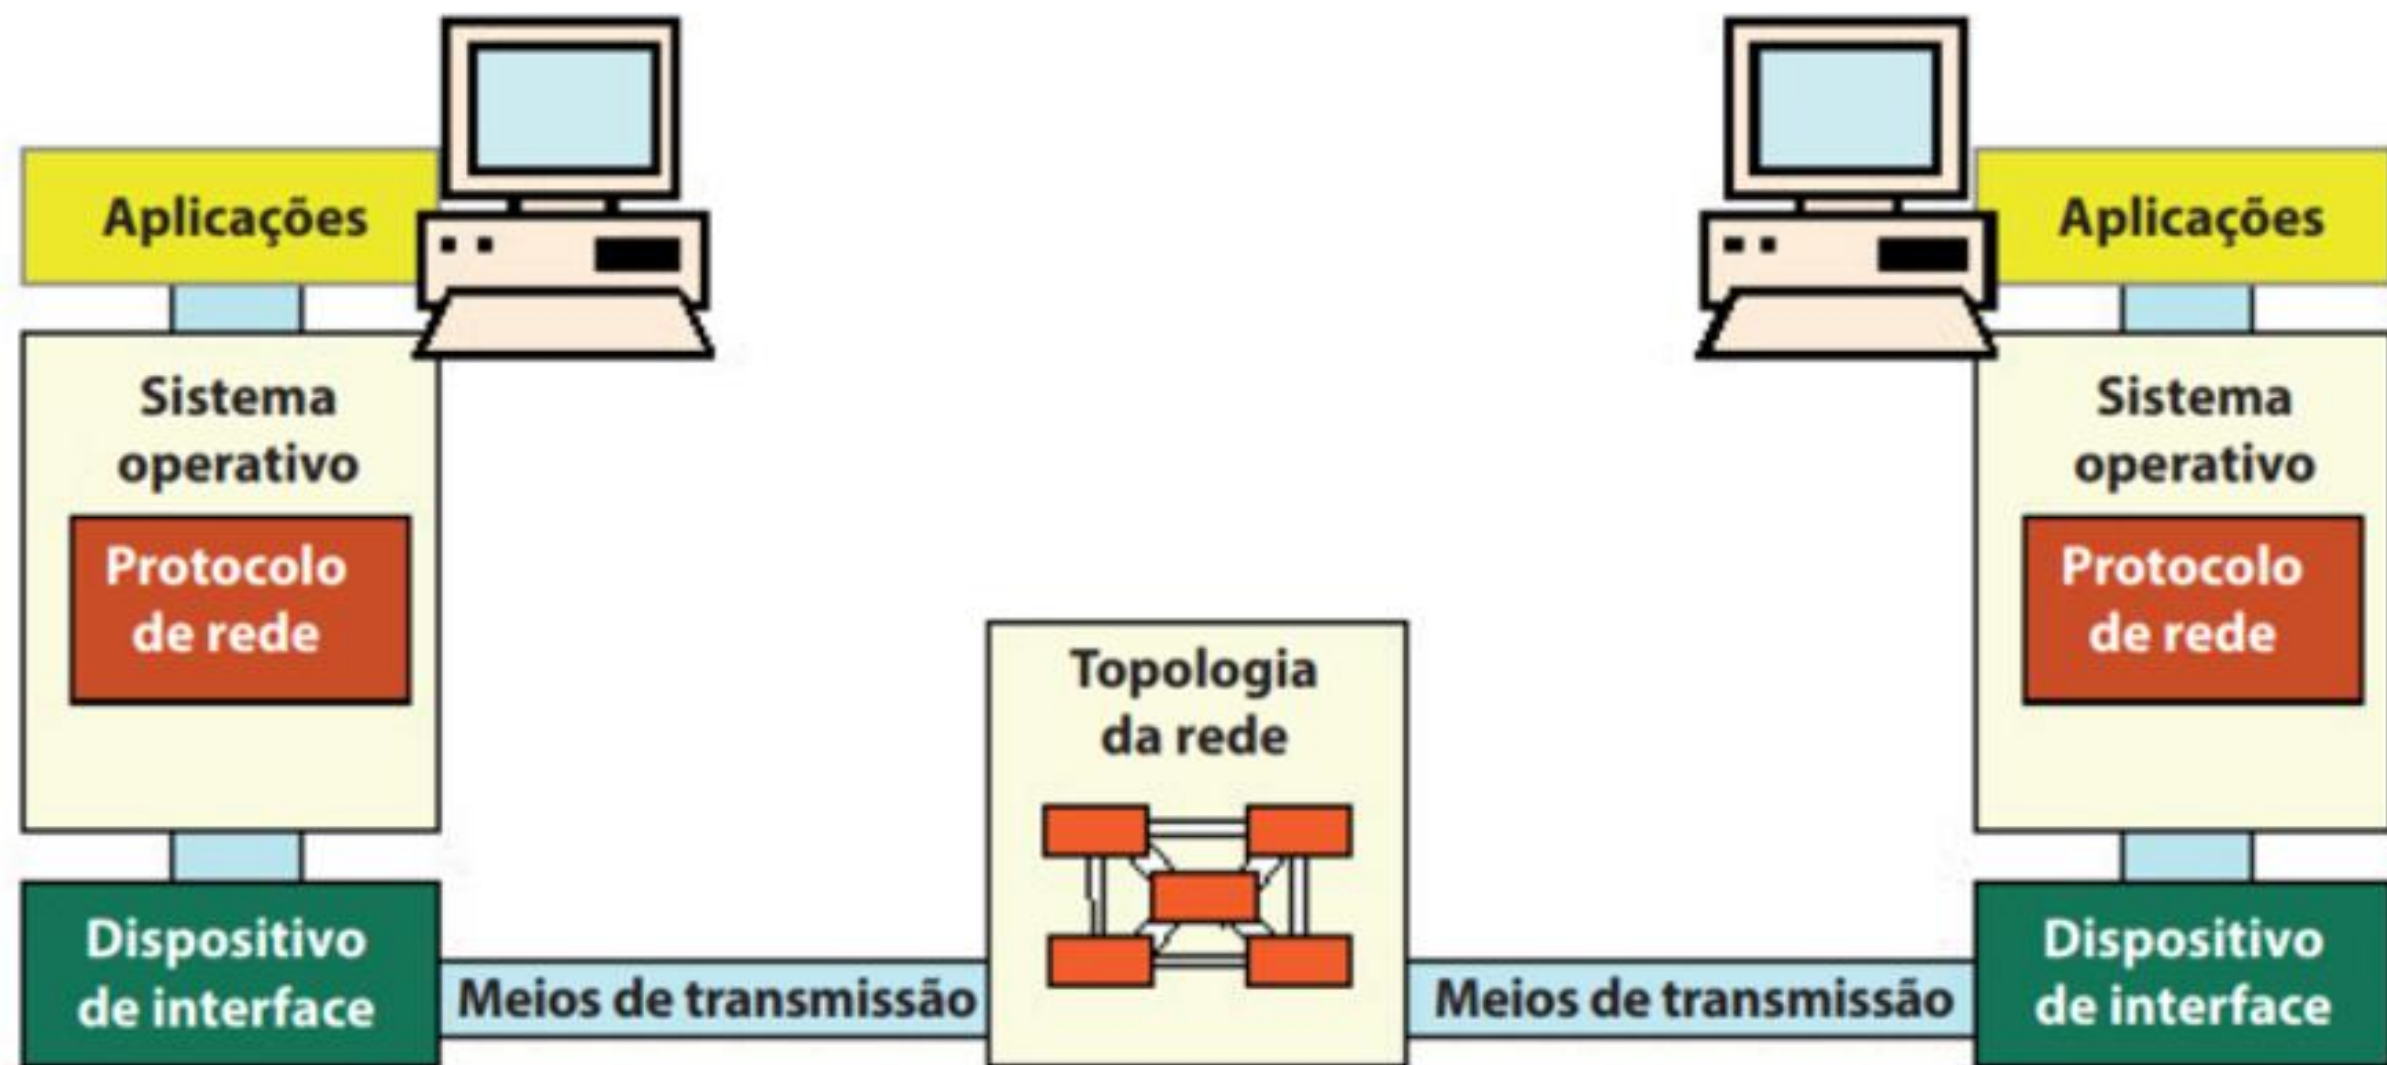 Aplicações
Sistema
operativo
Protocolo
de rede
Dispositivo
de interface
Meios de transmissão
Topologia
da rede
Meios de transmissão
Aplicações
Sistema
operativo
Protocolo
de rede
Dispositivo
de interface